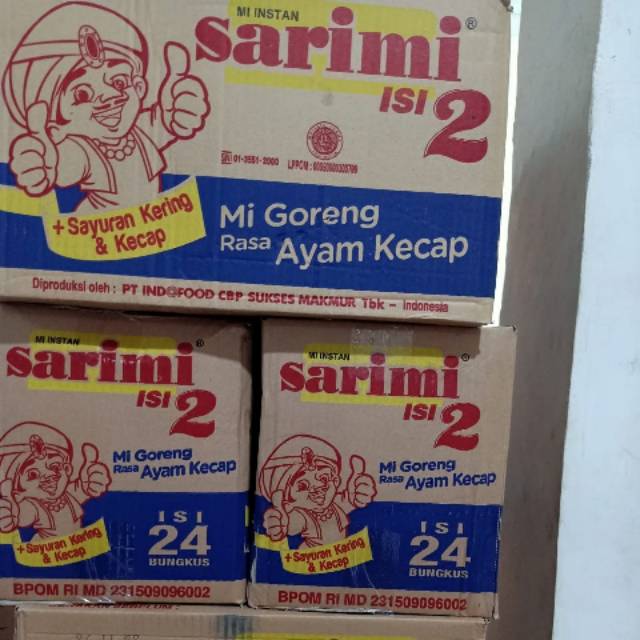 MI INSTAN
sarimi®
ISI 2
SNI 01-3551-2000
LPPOM :
+ Sayuran Kering
& Kecap
Mi Goreng
Rasa Ayam Kecap
Diproduksi oleh : PT INDOFOOD CBP SUKSES MAKMUR Tbk – Indonesia
MI INSTAN
sarimi®
ISI 2
Mi Goreng
Rasa Ayam Kecap
+ Sayuran Kering
& Kecap
ISI
24
BUNGKUS
BPOM RI MD 231509096002
MI INSTAN
sarimi®
ISI 2
Mi Goreng
Rasa Ayam Kecap
+ Sayuran Kering
& Kecap
ISI
24
BUNGKUS
BPOM RI MD 231509096002